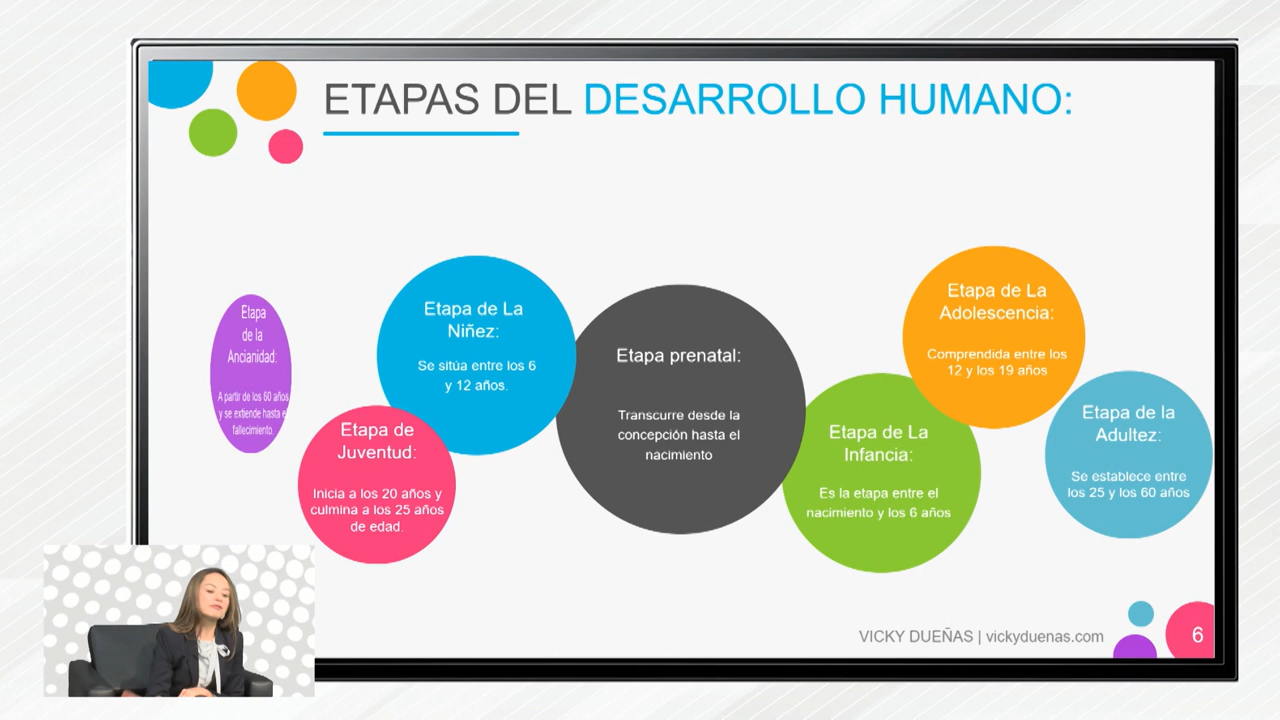 ETAPAS DEL DESARROLLO HUMANO:
Etapa
de la
Ancianidad:
A partir de los 60 años
y se extiende hasta el
fallecimiento.
Etapa de La
Niñez:
Se sitúa entre los 6
y 12 años.
Etapa de
Juventud:
Inicia a los 20 años y
culmina a los 25 años
de edad.
Etapa prenatal:
Transcurre desde la
concepción hasta el
nacimiento
Etapa de La
Infancia:
Es la etapa entre el
nacimiento y los 6 años
Etapa de La
Adolescencia:
Comprendida entre los
12 y los 19 años
Etapa de la
Adultez:
Se establece entre
los 25 y los 60 años
VICKY DUEÑAS | vickyduenas.com
6